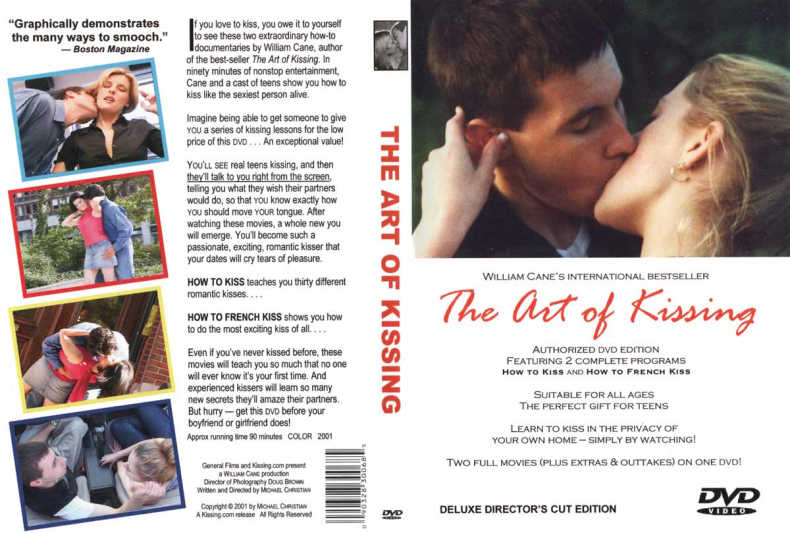 “Graphically demonstrates
the many ways to smooch.”
— Boston Magazine
If you love to kiss, you owe it to yourself
to see these two extraordinary how-to
documentaries by William Cane, author
of the best-seller The Art of Kissing. In
ninety minutes of nonstop entertainment,
Cane and a cast of teens show you how to
kiss like the sexiest person alive.
Imagine being able to get someone to give
YOU a series of kissing lessons for the low
price of this DVD . . . An exceptional value!
YOU'LL SEE real teens kissing, and then
they'll talk to you right from the screen,
telling you what they wish their partners
would do, so that YOU know exactly how
YOU should move YOUR tongue. After
watching these movies, a whole new you
will emerge. You'll become such a
passionate, exciting, romantic kisser that
your dates will cry tears of pleasure.
HOW TO KISS teaches you thirty different
romantic kisses. . . .
HOW TO FRENCH KISS shows you how
to do the most exciting kiss of all. . . .
Even if you've never kissed before, these
movies will teach you so much that no one
will ever know it's your first time. And
experienced kissers will learn so many
new secrets they'll amaze their partners.
But hurry — get this DVD before your
boyfriend or girlfriend does!
Approx running time 90 minutes COLOR 2001
General Films and Kissing.com present
a WILLIAM CANE production
Director of Photography DOUG BROWN
Written and Directed by MICHAEL CHRISTIAN
Copyright © 2001 by MICHAEL CHRISTIAN
A Kissing.com release All Rights Reserved
THE ART OF KISSING
DVD
WILLIAM CANE'S INTERNATIONAL BESTSELLER
The Art of Kissing
AUTHORIZED DVD EDITION
FEATURING 2 COMPLETE PROGRAMS
HOW TO KISS AND HOW TO FRENCH KISS
SUITABLE FOR ALL AGES
THE PERFECT GIFT FOR TEENS
LEARN TO KISS IN THE PRIVACY OF
YOUR OWN HOME – SIMPLY BY WATCHING!
TWO FULL MOVIES (PLUS EXTRAS & OUTTAKES) ON ONE DVD!
DELUXE DIRECTOR'S CUT EDITION
DVD
VIDEO